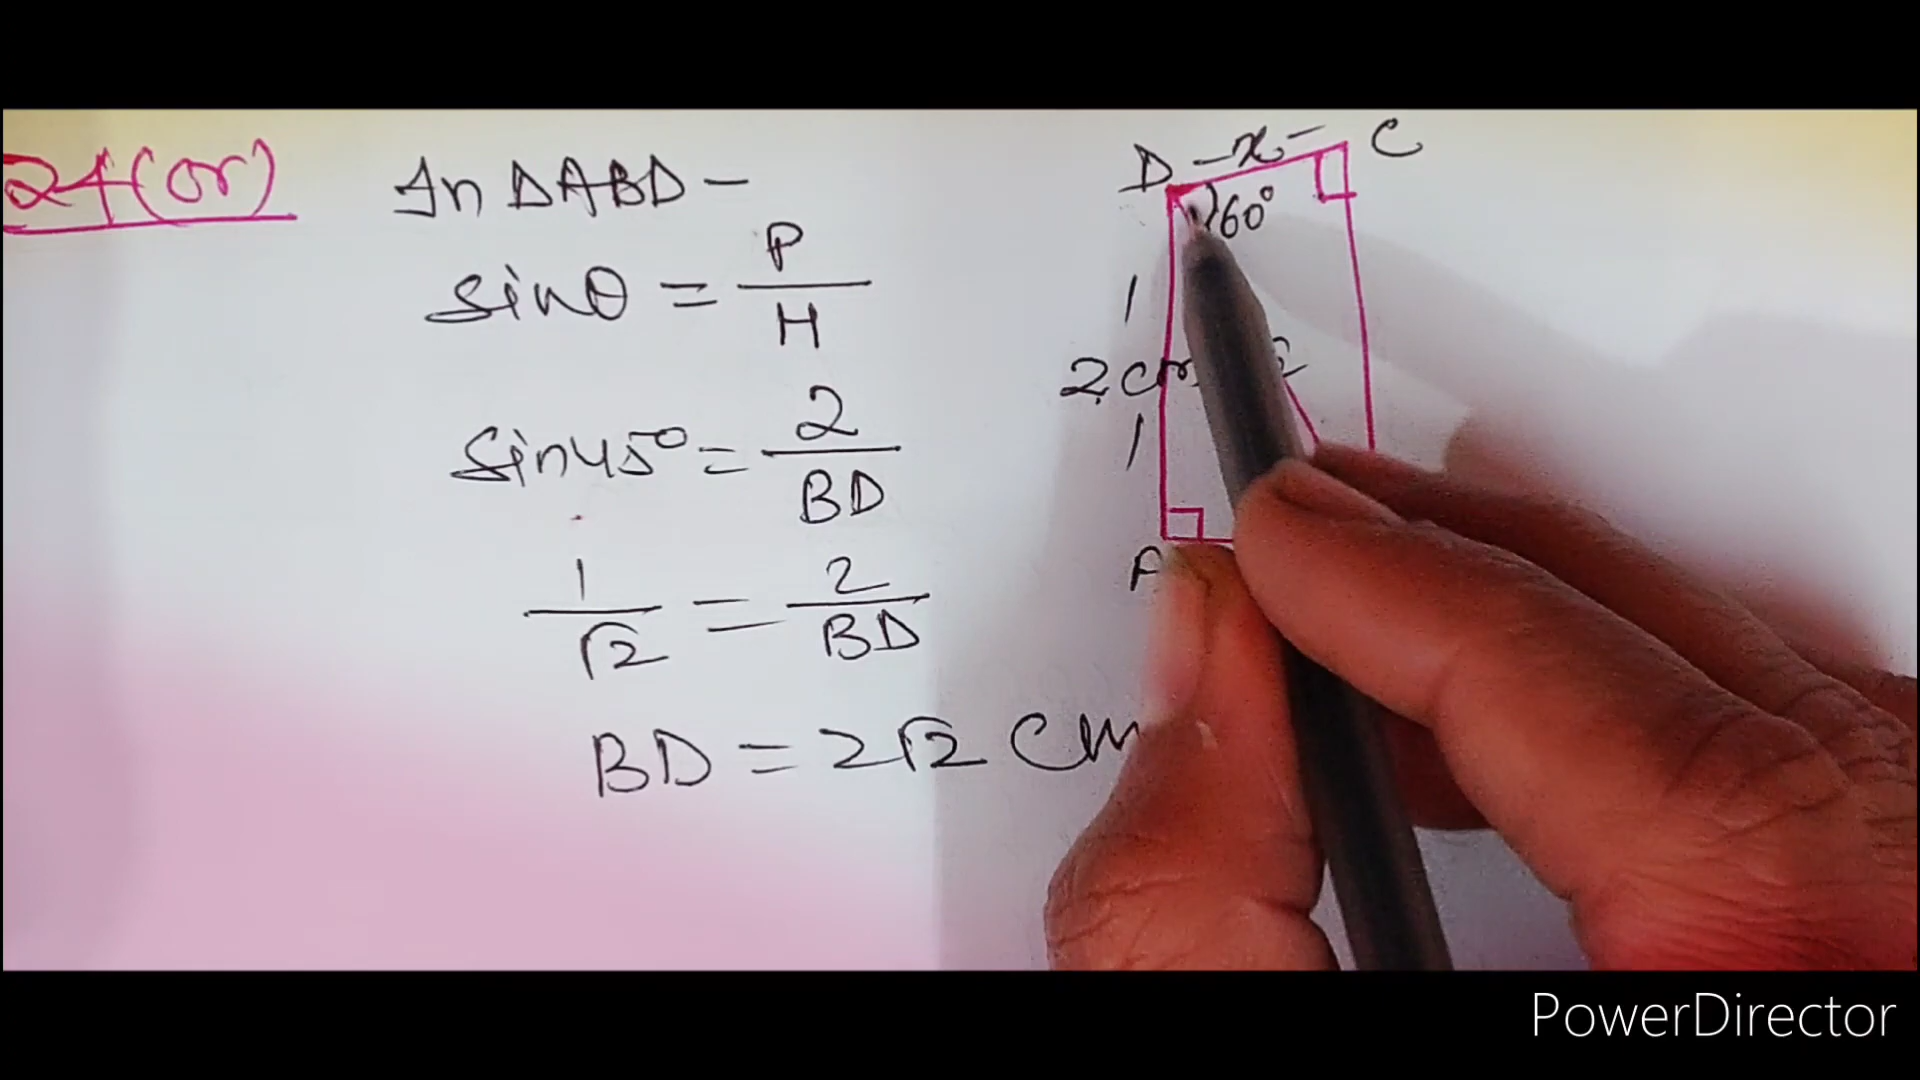 24(or) In ΔABD -
sinθ = P/H
Sin45° = 2/BD
1/√2 = 2/BD
BD = 2√2 cm
D -x- C
60°
2cm
A
PowerDirector